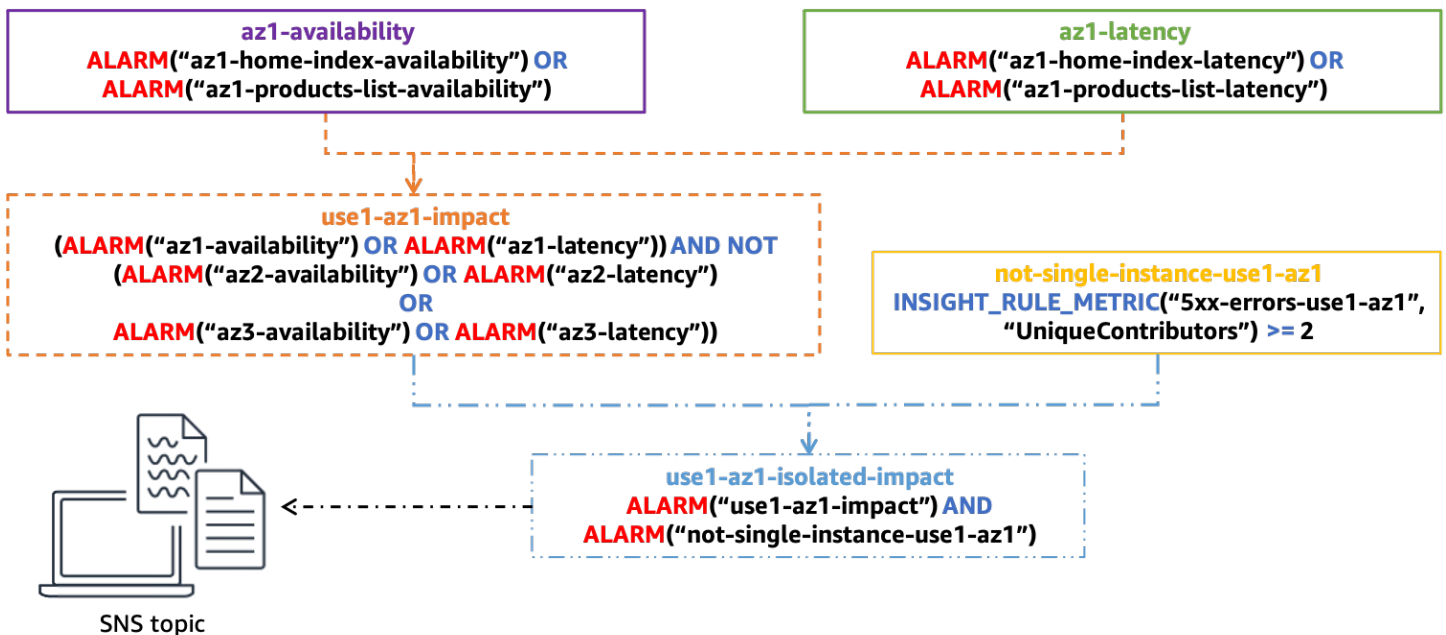 az1-availability
ALARM(“az1-home-index-availability”) OR
ALARM(“az1-products-list-availability”)
az1-latency
ALARM(“az1-home-index-latency”) OR
ALARM(“az1-products-list-latency”)
use1-az1-impact
(ALARM(“az1-availability”) OR ALARM(“az1-latency”)) AND NOT
(ALARM(“az2-availability”) OR ALARM(“az2-latency”)
OR
ALARM(“az3-availability”) OR ALARM(“az3-latency”))
not-single-instance-use1-az1
INSIGHT_RULE_METRIC(“5xx-errors-use1-az1”,
“UniqueContributors”) >= 2
use1-az1-isolated-impact
ALARM(“use1-az1-impact”) AND
ALARM(“not-single-instance-use1-az1”)
SNS topic